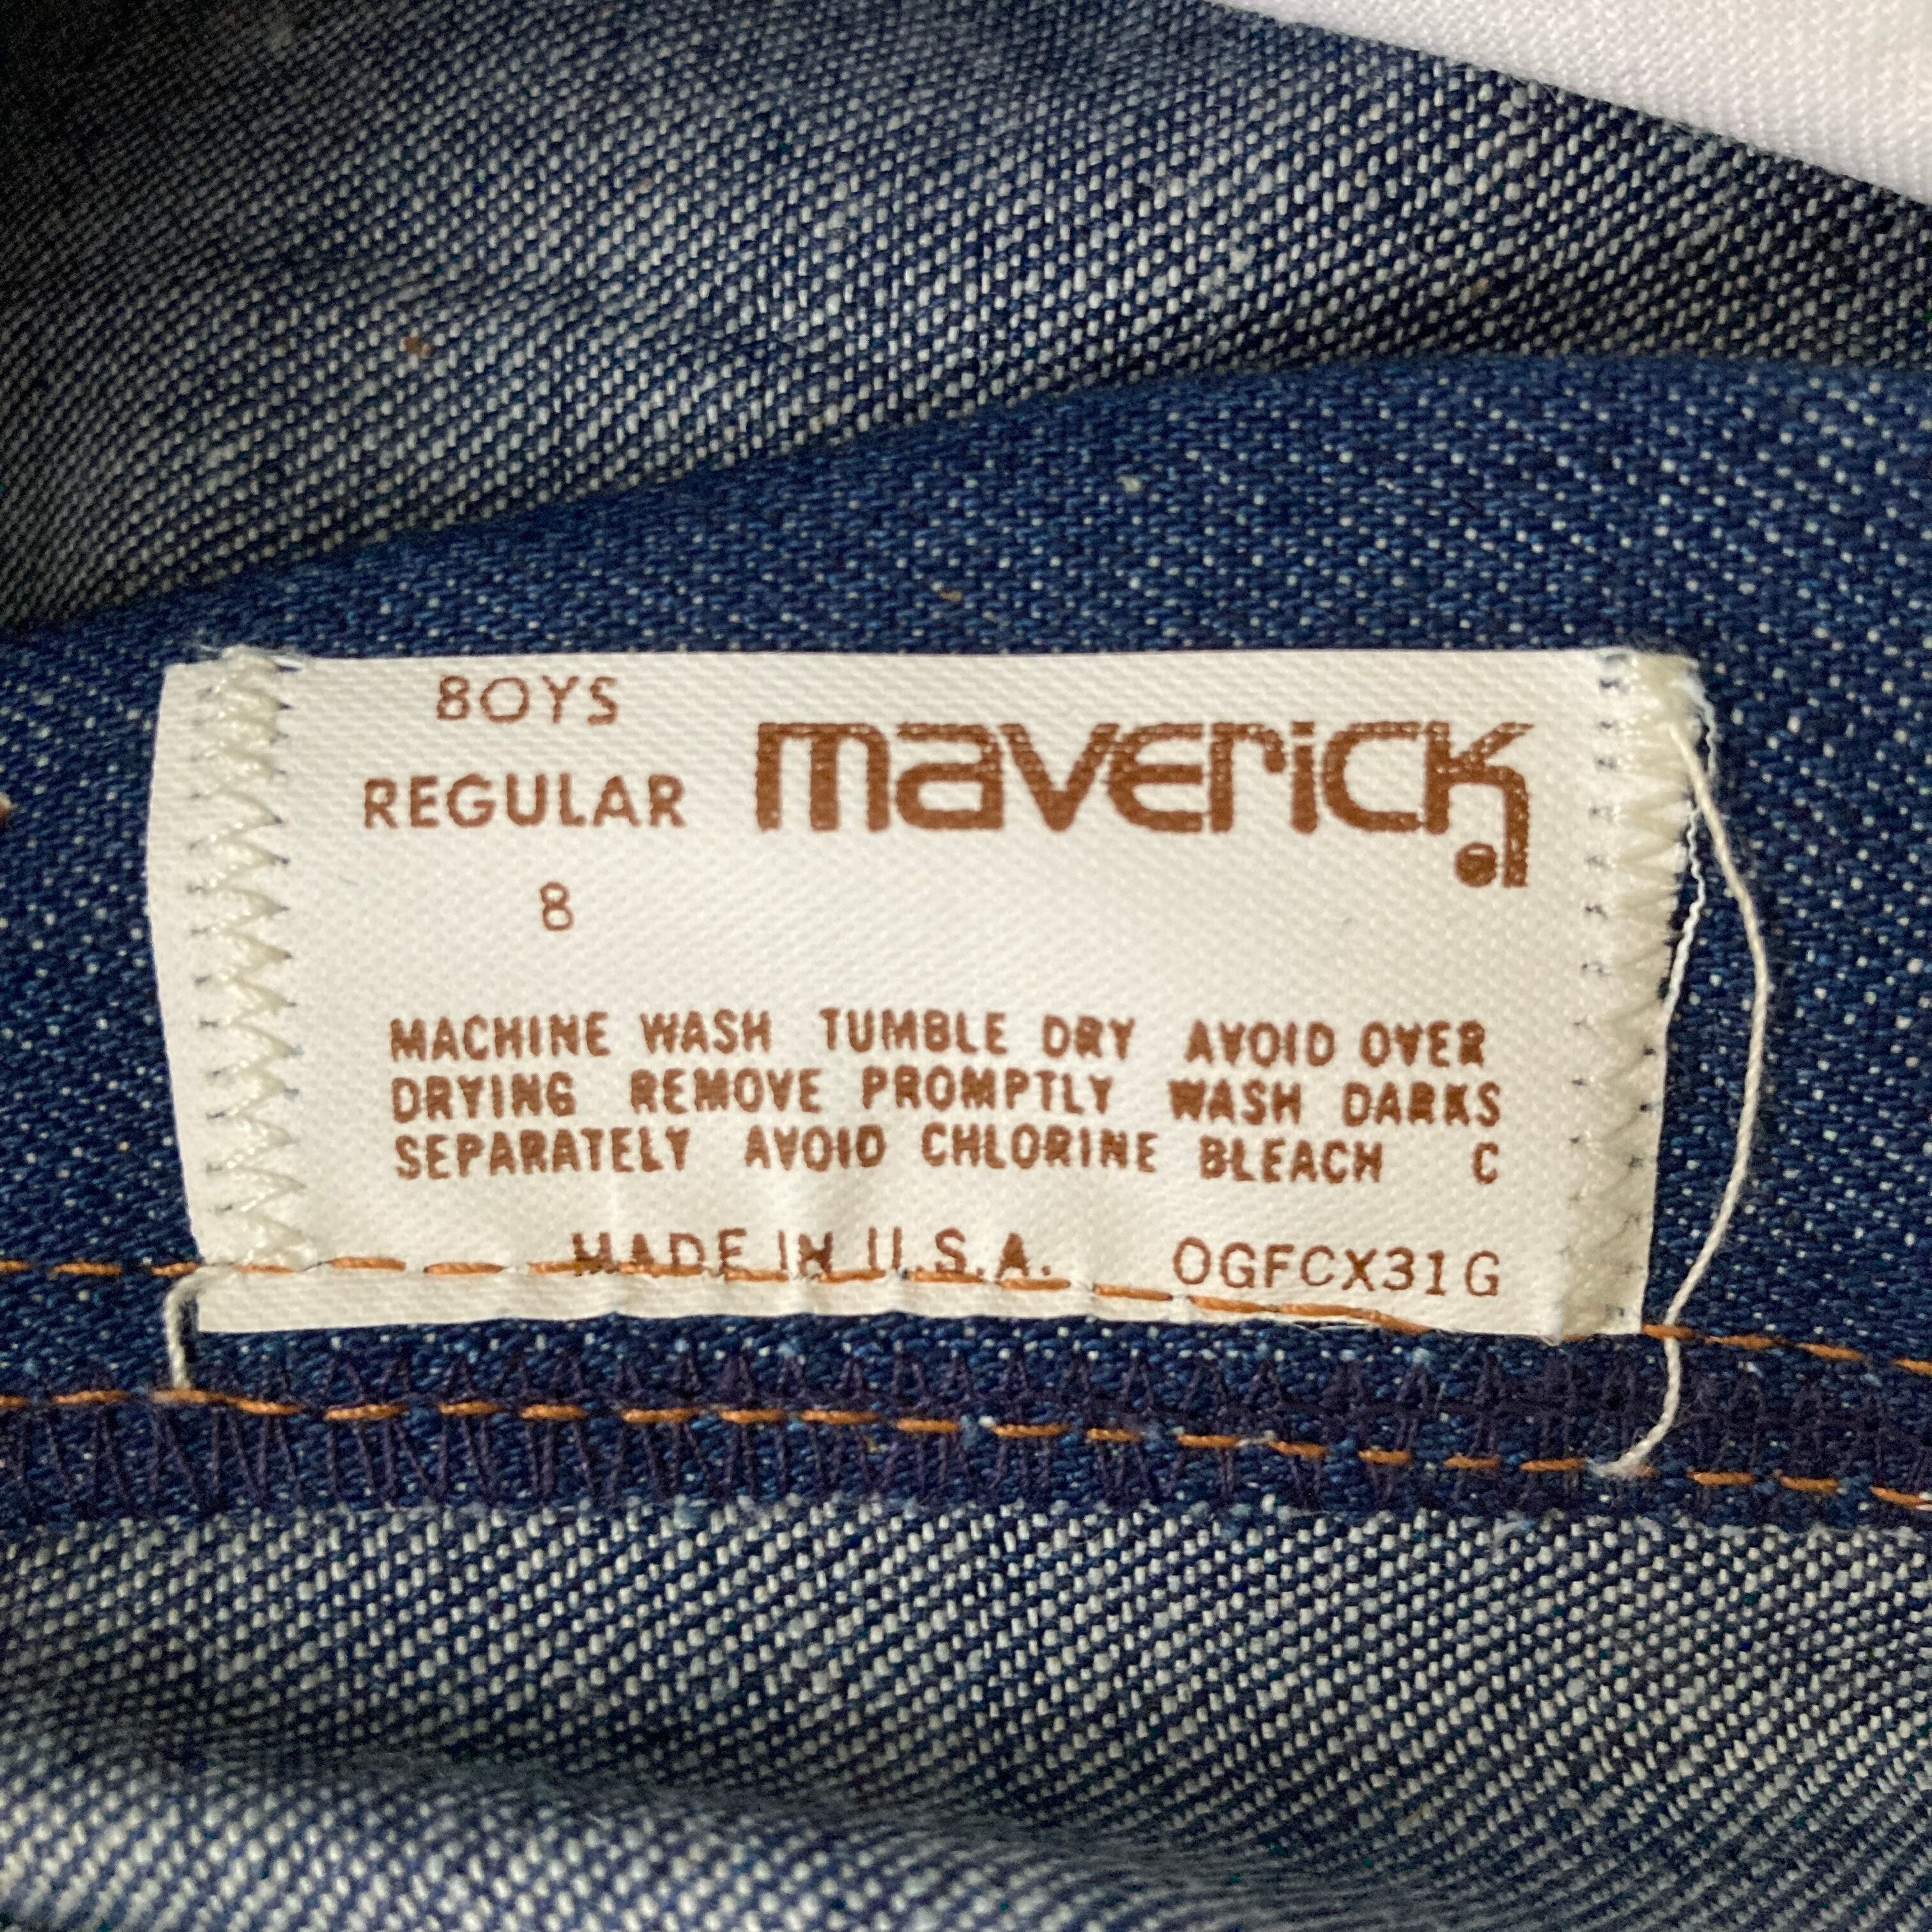 BOYS
REGULAR
maverick
8
MACHINE WASH TUMBLE DRY AVOID OVER
DRYING REMOVE PROMPTLY WASH DARKS
SEPARATELY AVOID CHLORINE BLEACH C
MADE IN U.S.A. OGFCX31G